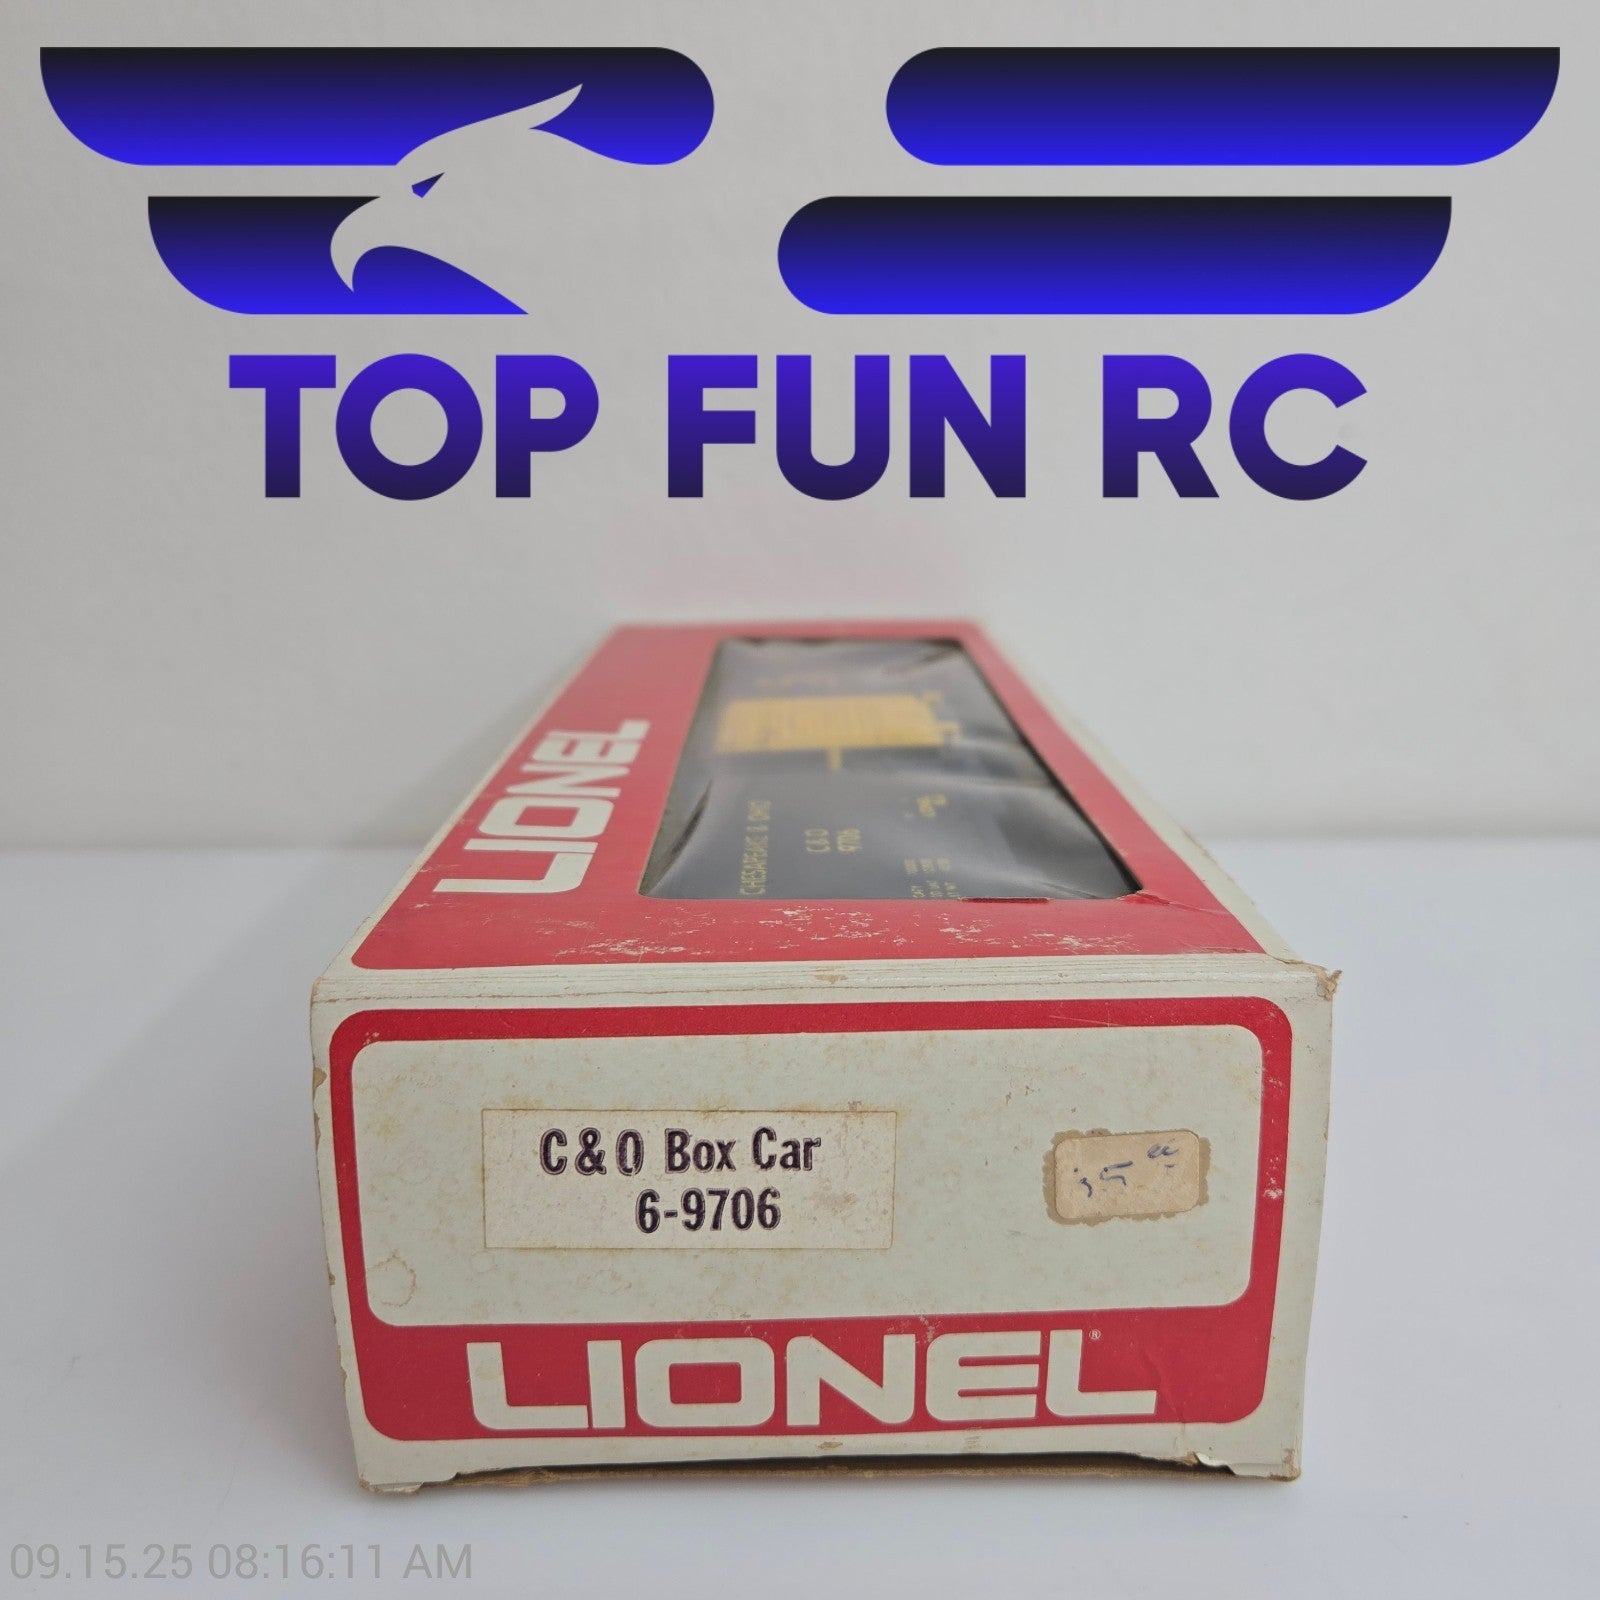 TOP FUN RC
LIONEL
CHESAPEAKE & OHIO
C & O
9706
C & O Box Car
6-9706
LIONEL®
09.15.25 08:16:11 AM